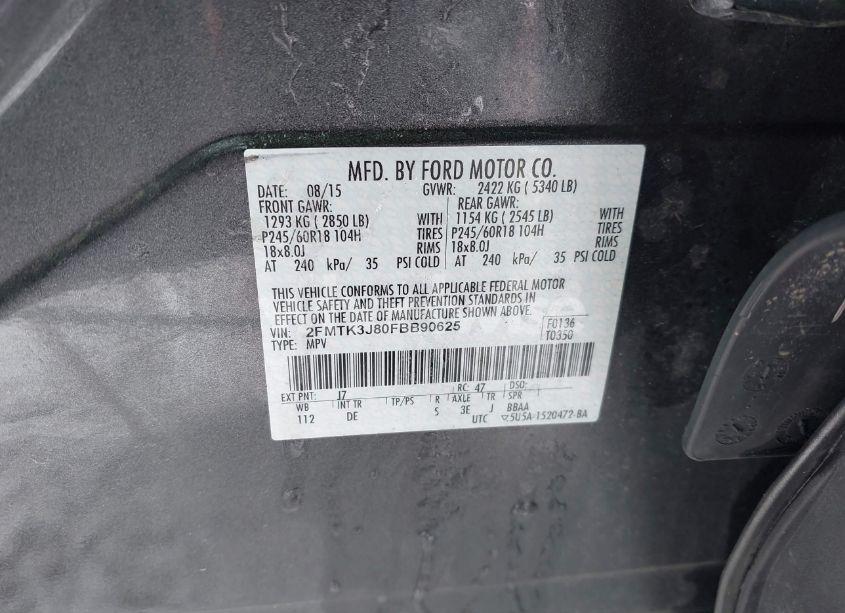 MFD. BY FORD MOTOR CO.
DATE: 08/15 GVWR: 2422 KG ( 5340 LB)
FRONT GAWR: REAR GAWR:
1293 KG ( 2850 LB) WITH 1154 KG ( 2545 LB) WITH
P245/60R18 104H TIRES P245/60R18 104H TIRES
18x8.0J RIMS 18x8.0J RIMS
AT 240 kPa/ 35 PSI COLD AT 240 kPa/ 35 PSI COLD
THIS VEHICLE CONFORMS TO ALL APPLICABLE FEDERAL MOTOR
VEHICLE SAFETY AND THEFT PREVENTION STANDARDS IN
EFFECT ON THE DATE OF MANUFACTURE SHOWN ABOVE.
VIN: 2FMTK3J80FBB90625 F0136
TYPE: MPV T0350
EXT PNT: J7 RC: 47 DSO:
WB INT TR TP/PS R AXLE TR SPR
112 DE S 3E J BBAA
UTC 5U5A-1520472-BA